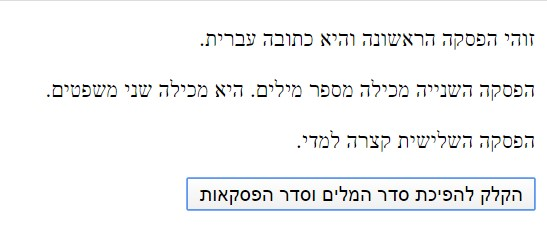 זוהי הפסקה הראשונה והיא כתובה עברית.
הפסקה השנייה מכילה מספר מילים. היא מכילה שני משפטים.
הפסקה השלישית קצרה למדי.
הקלק להפיכת סדר המלים וסדר הפסקאות